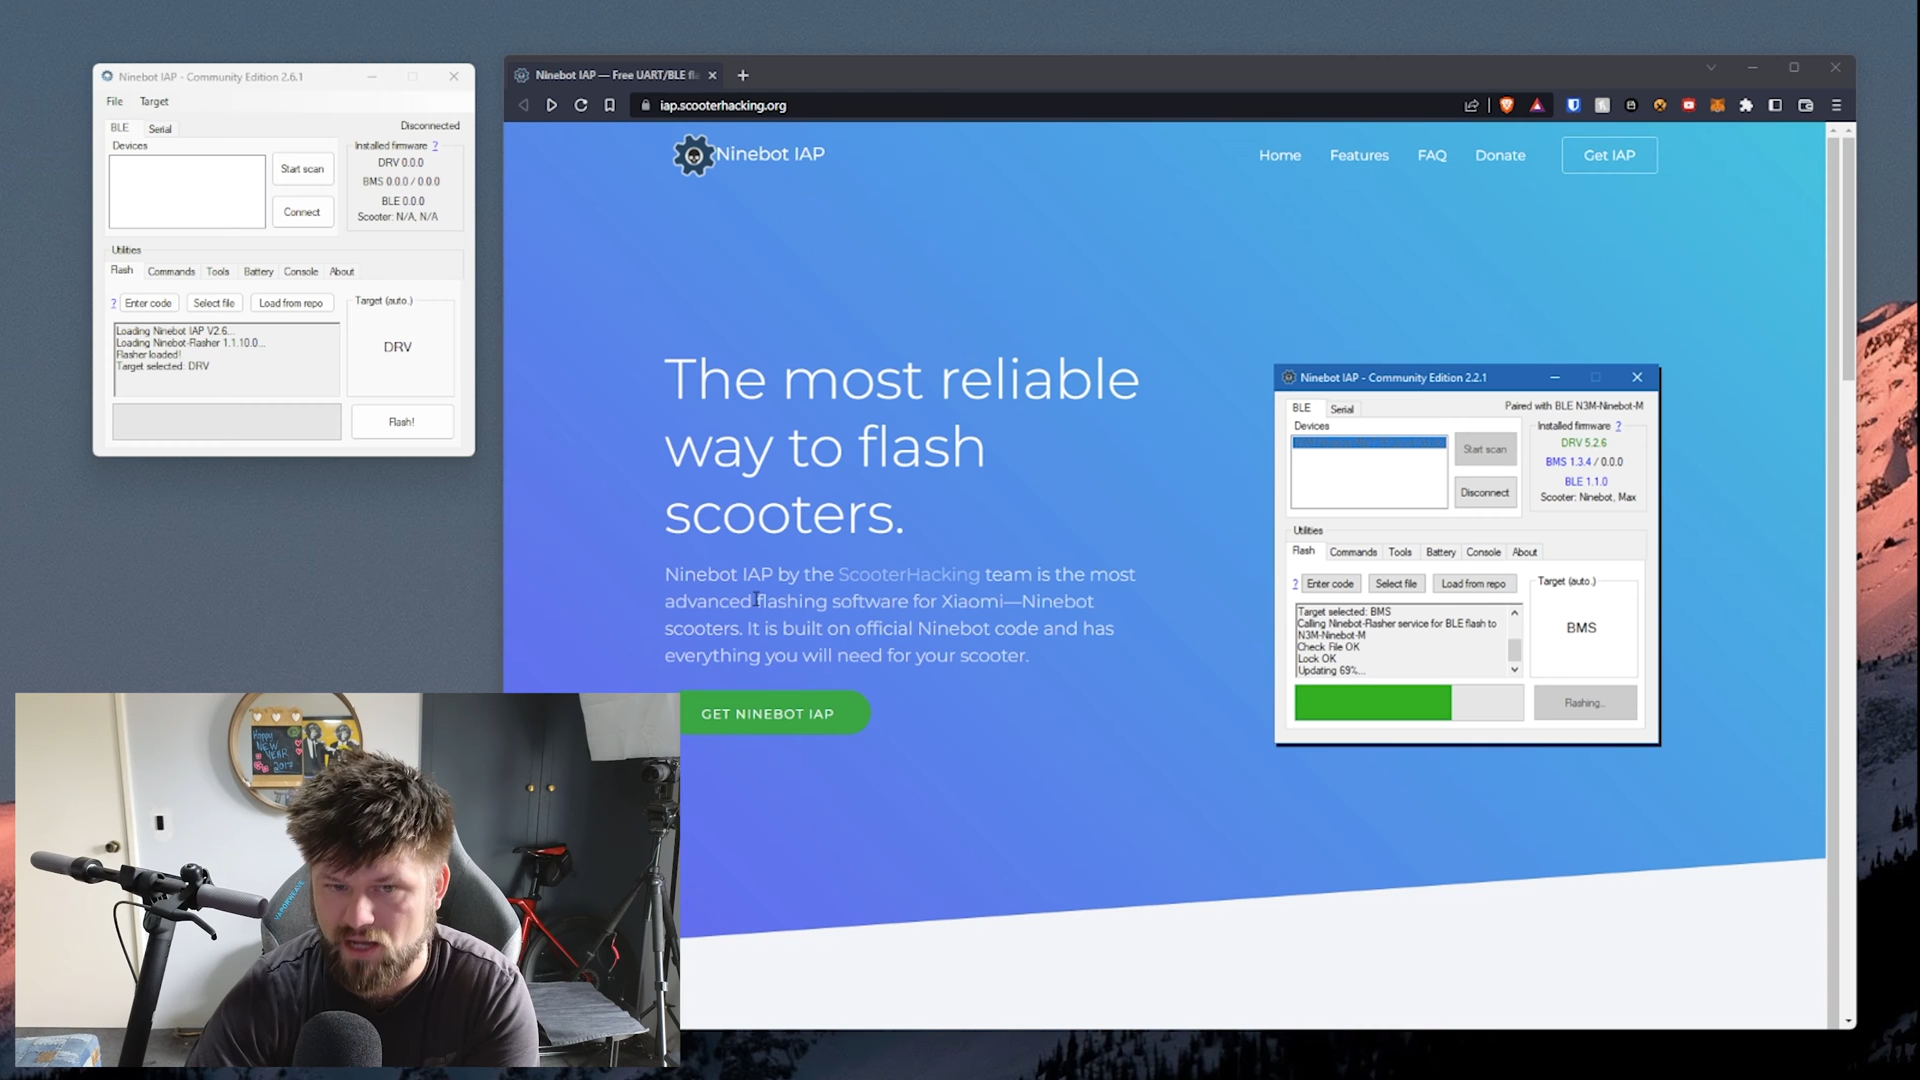 Ninebot IAP - Community Edition 2.6.1
File Target
BLE Serial
Disconnected
Devices
Start scan
Connect
Installed firmware ?
DRV 0.0.0
BMS 0.0.0 / 0.0.0
BLE 0.0.0
Scooter: N/A, N/A
Utilities
Flash Commands Tools Battery Console About
? Enter code Select file Load from repo
Target (auto.)
DRV
Loading Ninebot IAP V2.6...
Loading Ninebot-Flasher 1.1.10.0...
Flasher loaded!
Target selected: DRV
Flash!
Ninebot IAP — Free UART/BLE fl
iap.scooterhacking.org
Ninebot IAP
Home Features FAQ Donate Get IAP
The most reliable
way to flash
scooters.
Ninebot IAP by the ScooterHacking team is the most
advanced flashing software for Xiaomi—Ninebot
scooters. It is built on official Ninebot code and has
everything you will need for your scooter.
GET NINEBOT IAP
Ninebot IAP - Community Edition 2.2.1
BLE Serial
Paired with BLE N3M-Ninebot-M
Devices
Start scan
Disconnect
Installed firmware ?
DRV 5.2.6
BMS 1.3.4 / 0.0.0
BLE 1.1.0
Scooter: Ninebot, Max
Utilities
Flash Commands Tools Battery Console About
? Enter code Select file Load from repo
Target (auto.)
BMS
Target selected: BMS
Calling Ninebot-Flasher service for BLE flash to
N3M-Ninebot-M
Check File OK
Lock OK
Updating 69%...
Flashing...
Happy
NEW
YEAR
2017
VAPORWEAVE